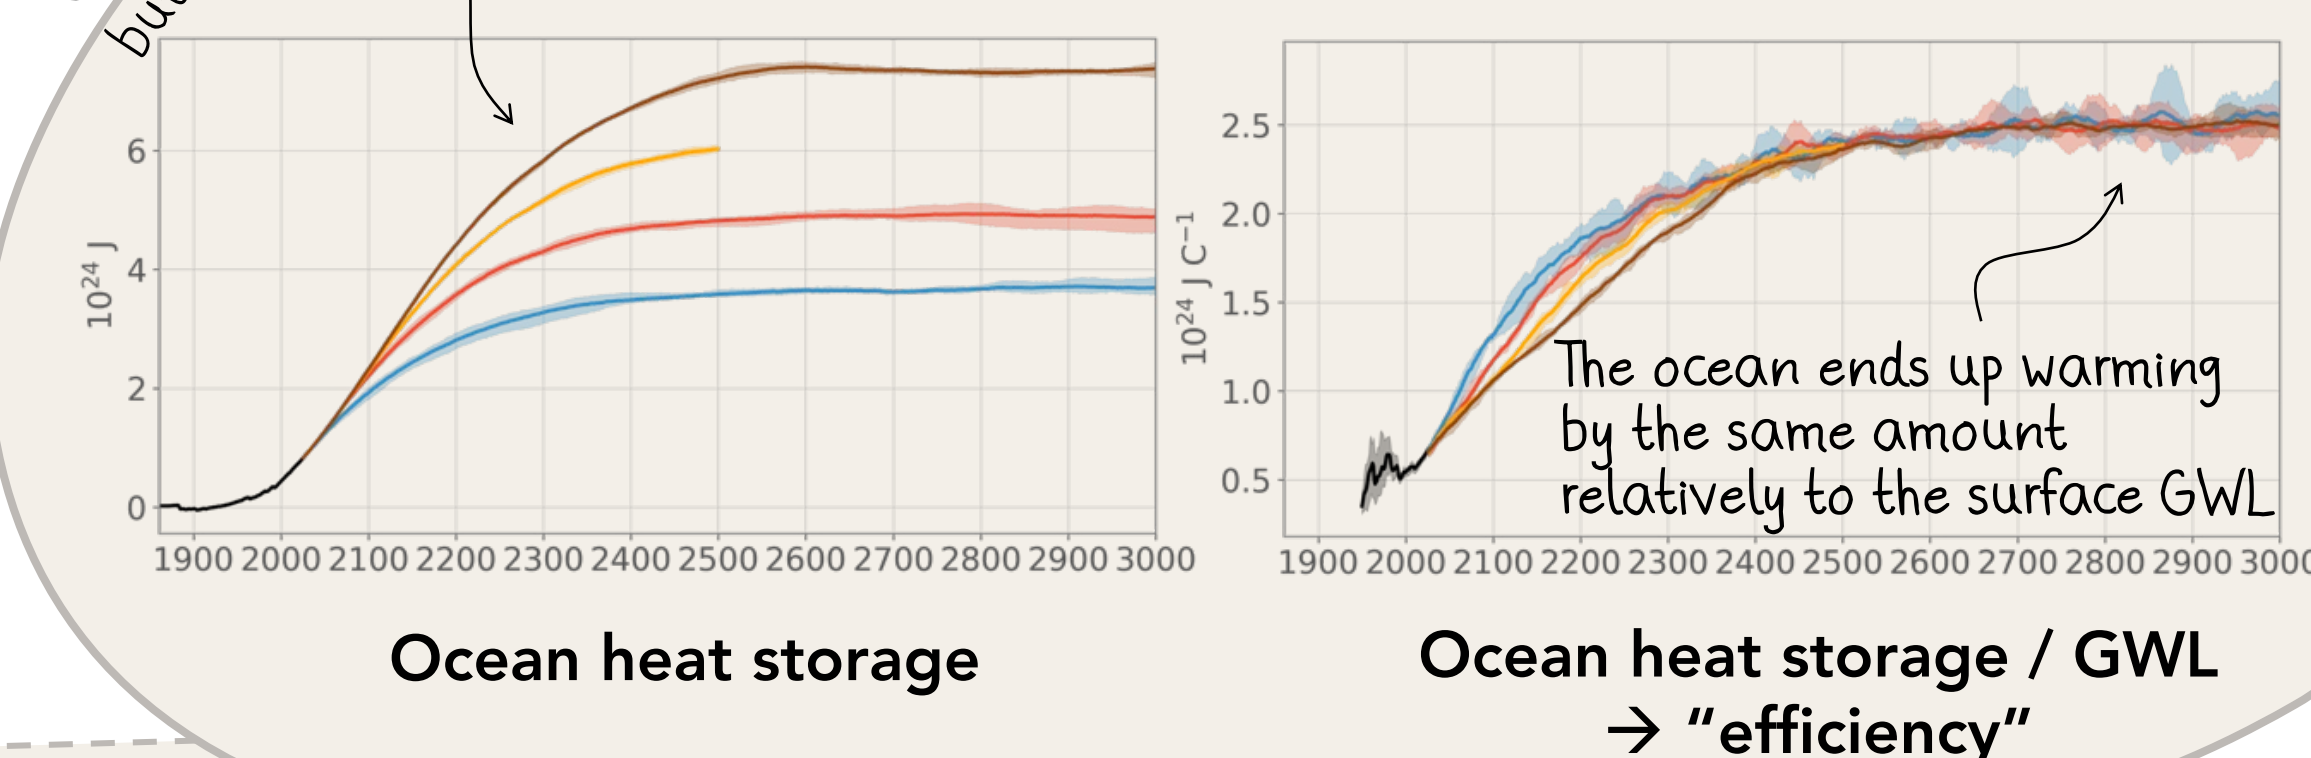 6
4
2
0
10²⁴ J
1900 2000 2100 2200 2300 2400 2500 2600 2700 2800 2900 3000
Ocean heat storage
2.5
2.0
1.5
1.0
0.5
10²⁴ J C⁻¹
The ocean ends up warming
by the same amount
relatively to the surface GWL
1900 2000 2100 2200 2300 2400 2500 2600 2700 2800 2900 3000
Ocean heat storage / GWL
→ “efficiency”